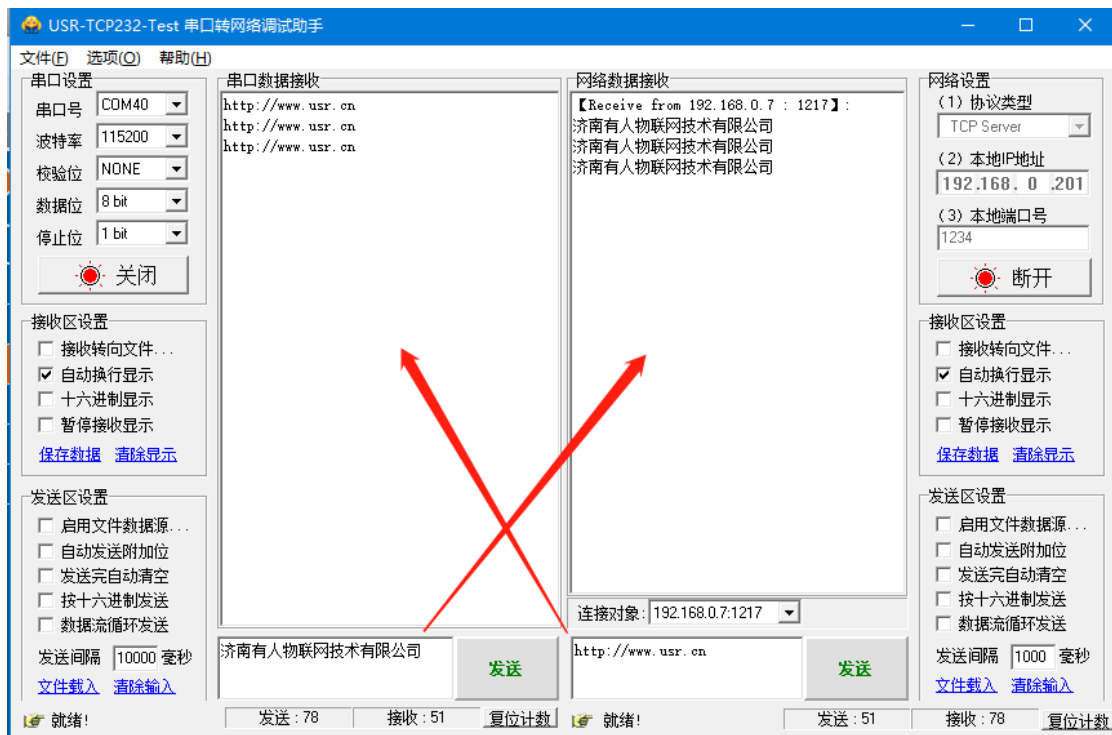 USR-TCP232-Test 串口转网络调试助手
文件(F) 选项(O) 帮助(H)
串口设置
串口号 COM40
波特率 115200
校验位 NONE
数据位 8 bit
停止位 1 bit
关闭
接收区设置
接收转向文件...
自动换行显示
十六进制显示
暂停接收显示
保存数据 清除显示
发送区设置
启用文件数据源...
自动发送附加位
发送完自动清空
按十六进制发送
数据流循环发送
发送间隔 10000 毫秒
文件载入 清除输入
串口数据接收
http://www.usr.cn
http://www.usr.cn
http://www.usr.cn
济南有人物联网技术有限公司
发送
网络数据接收
【Receive from 192.168.0.7 : 1217】:
济南有人物联网技术有限公司
济南有人物联网技术有限公司
济南有人物联网技术有限公司
连接对象: 192.168.0.7:1217
http://www.usr.cn
发送
网络设置
(1) 协议类型
TCP Server
(2) 本地IP地址
192.168. 0 .201
(3) 本地端口号
1234
断开
接收区设置
接收转向文件...
自动换行显示
十六进制显示
暂停接收显示
保存数据 清除显示
发送区设置
启用文件数据源...
自动发送附加位
发送完自动清空
按十六进制发送
数据流循环发送
发送间隔 1000 毫秒
文件载入 清除输入
就绪! 发送 : 78 接收 : 51 复位计数
就绪! 发送 : 51 接收 : 78 复位计数